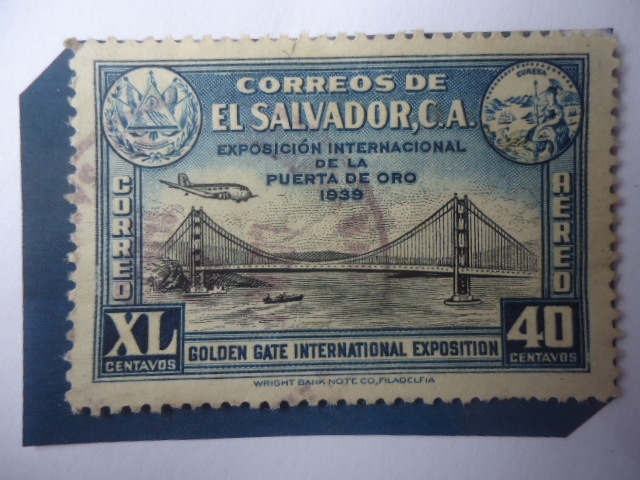 CORREOS DE
EL SALVADOR, C.A.
EUREKA
EXPOSICIÓN INTERNACIONAL
DE LA
PUERTA DE ORO
1939
CORREO
AEREO
XL
CENTAVOS
GOLDEN GATE INTERNATIONAL EXPOSITION
40
CENTAVOS
WRIGHT BANK NOTE CO., FILADELFIA